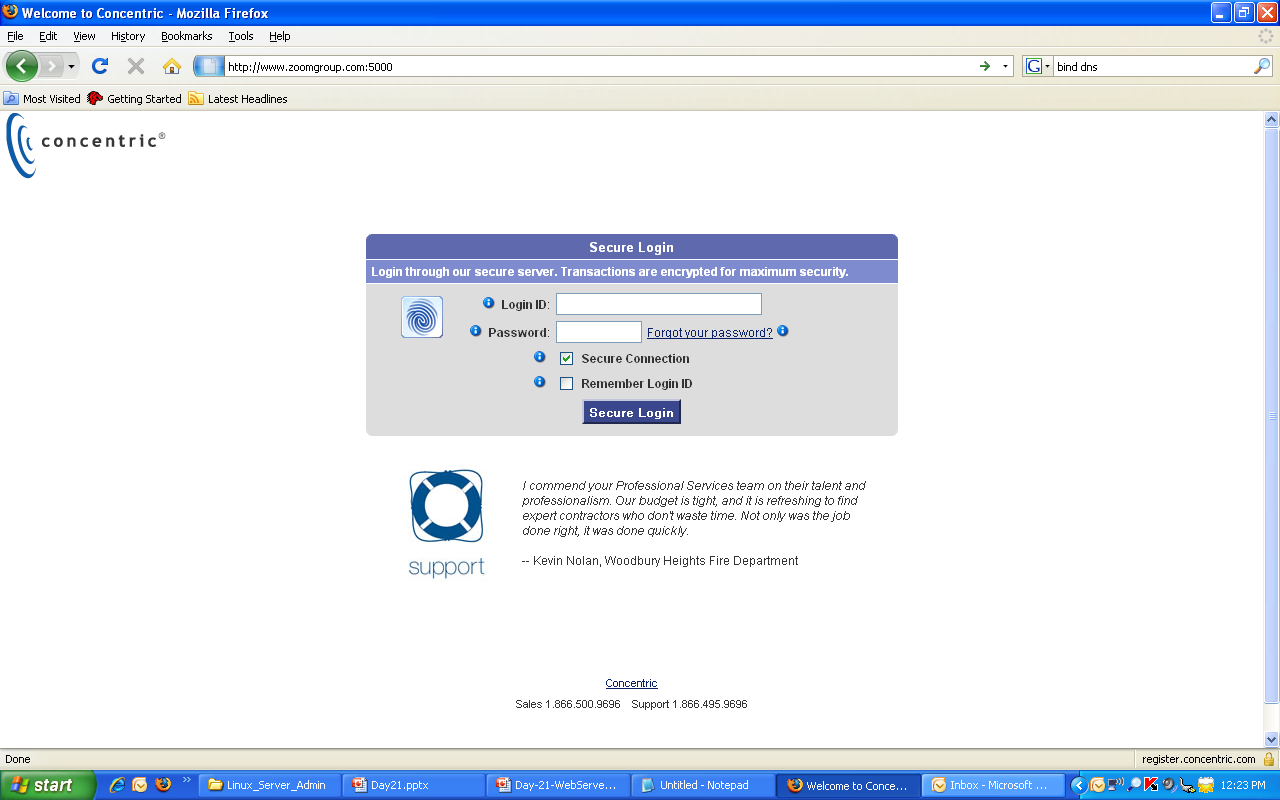 Welcome to Concentric - Mozilla Firefox
File Edit View History Bookmarks Tools Help
http://www.zoomgroup.com:5000
G
bind dns
Most Visited Getting Started Latest Headlines
concentric®
Secure Login
Login through our secure server. Transactions are encrypted for maximum security.
Login ID:
Password: Forgot your password?
Secure Connection
Remember Login ID
Secure Login
I commend your Professional Services team on their talent and
professionalism. Our budget is tight, and it is refreshing to find
expert contractors who don't waste time. Not only was the job
done right, it was done quickly.
support
-- Kevin Nolan, Woodbury Heights Fire Department
Concentric
Sales 1.866.500.9696 Support 1.866.495.9696
Done register.concentric.com
start Linux_Server_Admin Day21.pptx Day-21-WebServe... Untitled - Notepad Welcome to Conce... Inbox - Microsoft ... 12:23 PM